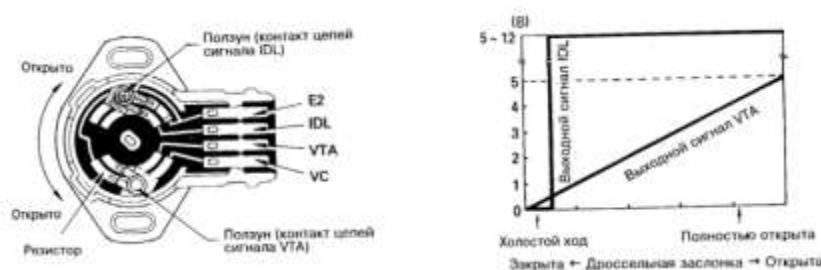 Ползун (контакт цепей
сигнала IDL)
Открыто
E2
IDL
VTA
VC
Открыто
Резистор
Ползун (контакт цепей
сигнала VTA)
(В)
5 ~ 12
5
4
3
2
1
0
Выходной сигнал IDL
Выходной сигнал VTA
Холостой ход
Полностью открыта
Закрыта ← Дроссельная заслонка → Открыта